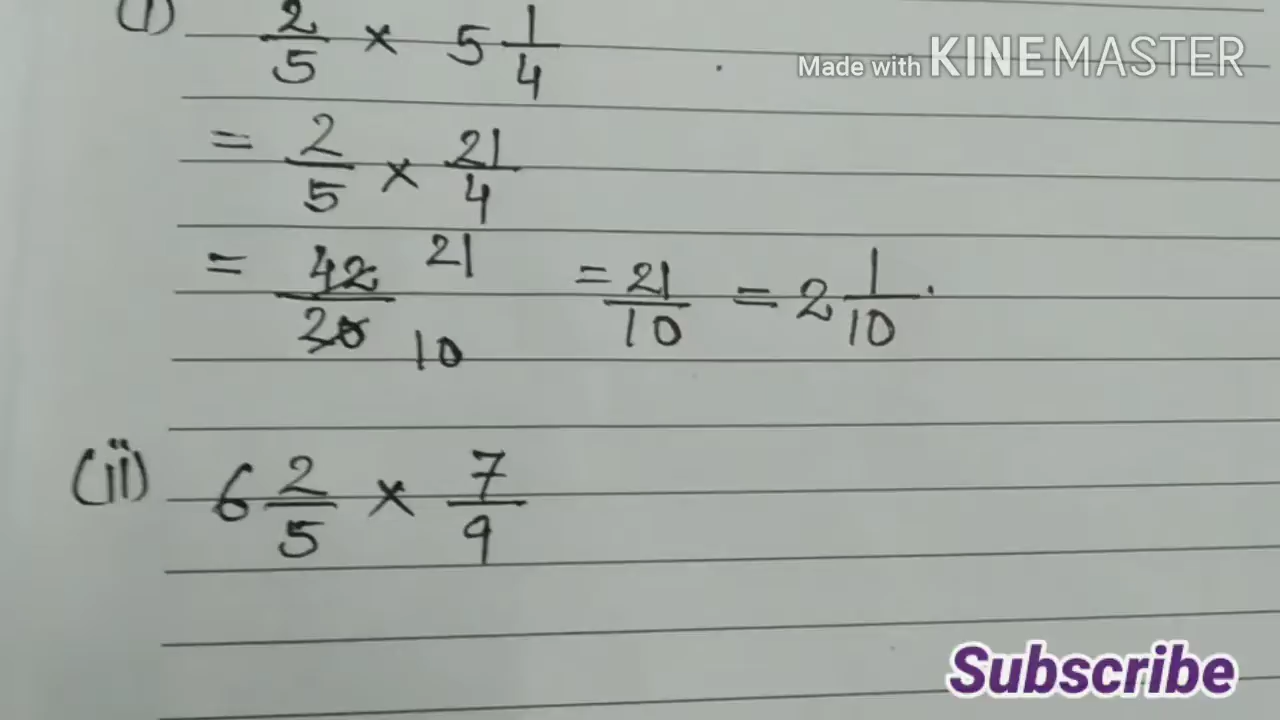 (i) 2/5 × 5 1/4
Made with KINEMASTER
= 2/5 × 21/4
= 42/20 21/10 = 21/10 = 2 1/10.
(ii) 6 2/5 × 7/9
Subscribe